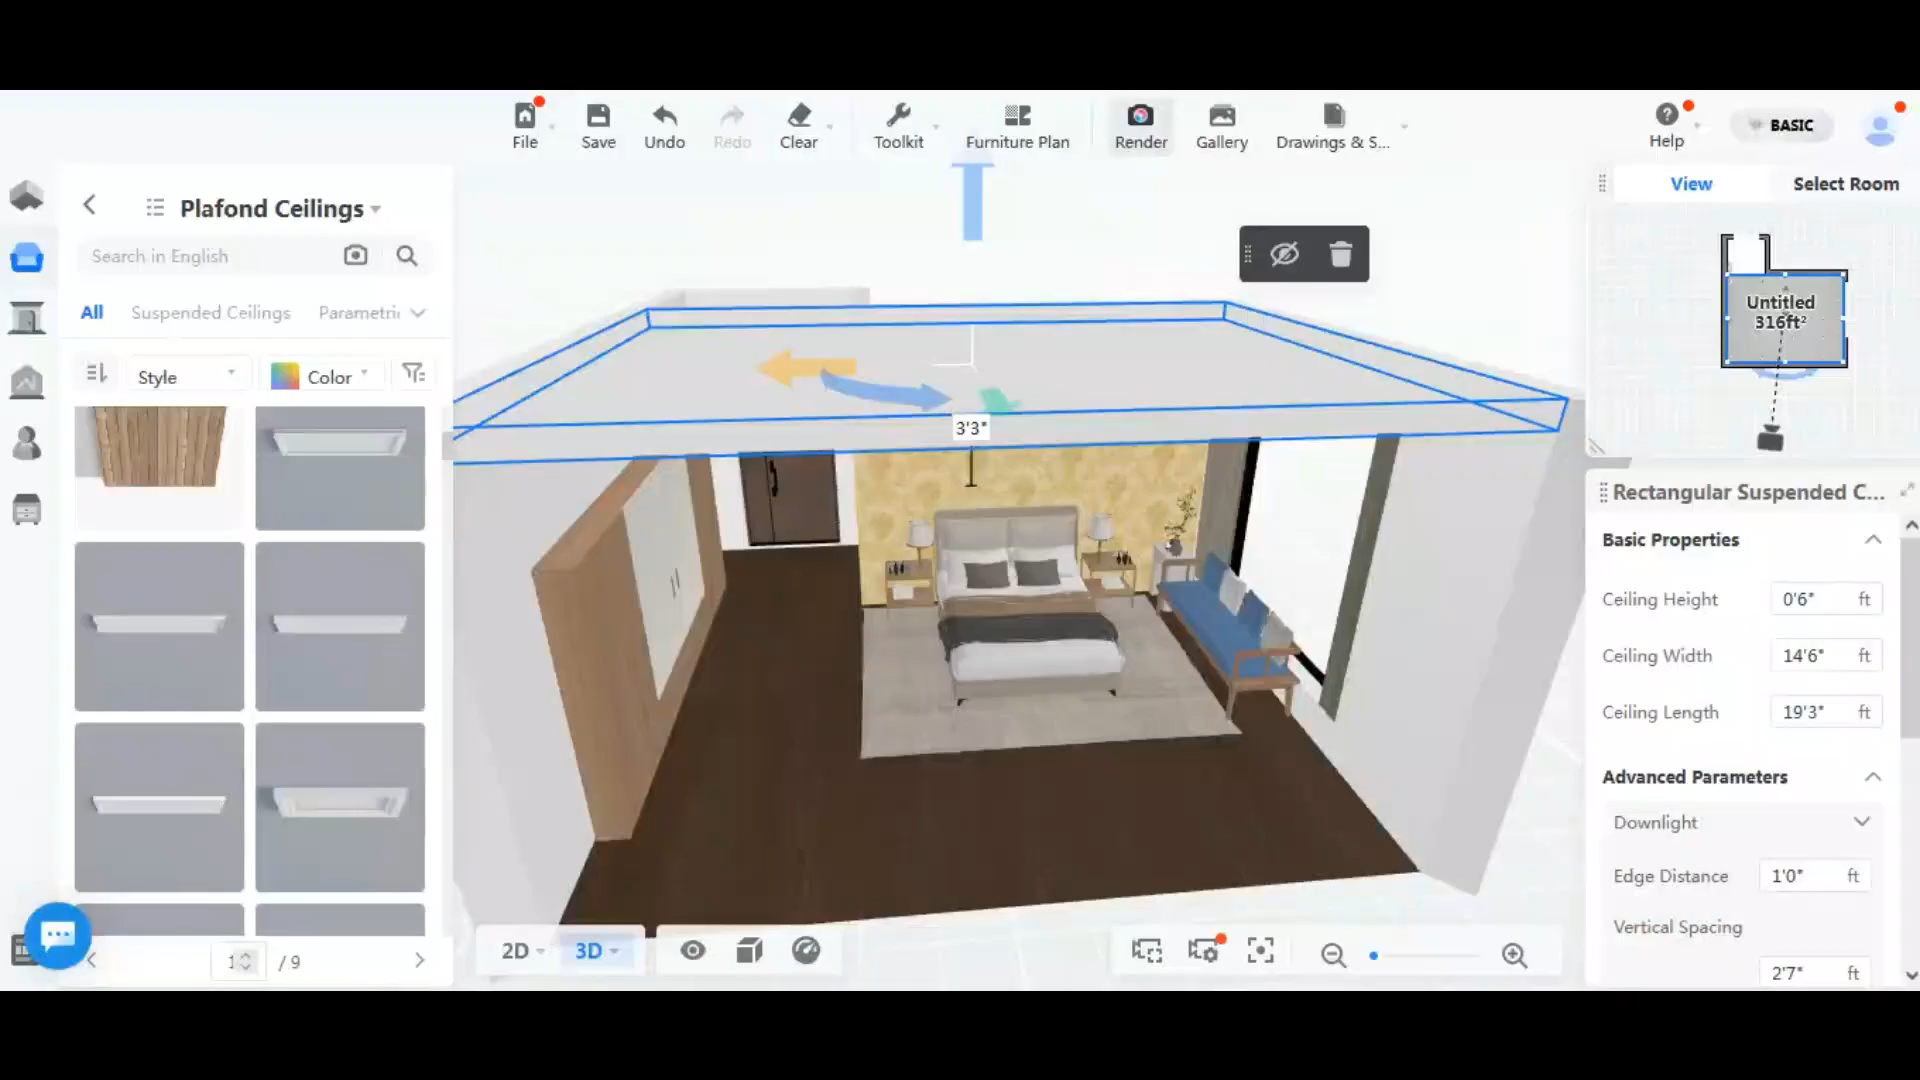 File
Save
Undo
Redo
Clear
Toolkit
Furniture Plan
Render
Gallery
Drawings & S...
Help
BASIC
Plafond Ceilings
Search in English
All
Suspended Ceilings
Parametric
Style
Color
1
/ 9
3'3"
2D
3D
View
Select Room
Untitled
316ft²
Rectangular Suspended C...
Basic Properties
Ceiling Height
0'6"
ft
Ceiling Width
14'6"
ft
Ceiling Length
19'3"
ft
Advanced Parameters
Downlight
Edge Distance
1'0"
ft
Vertical Spacing
2'7"
ft